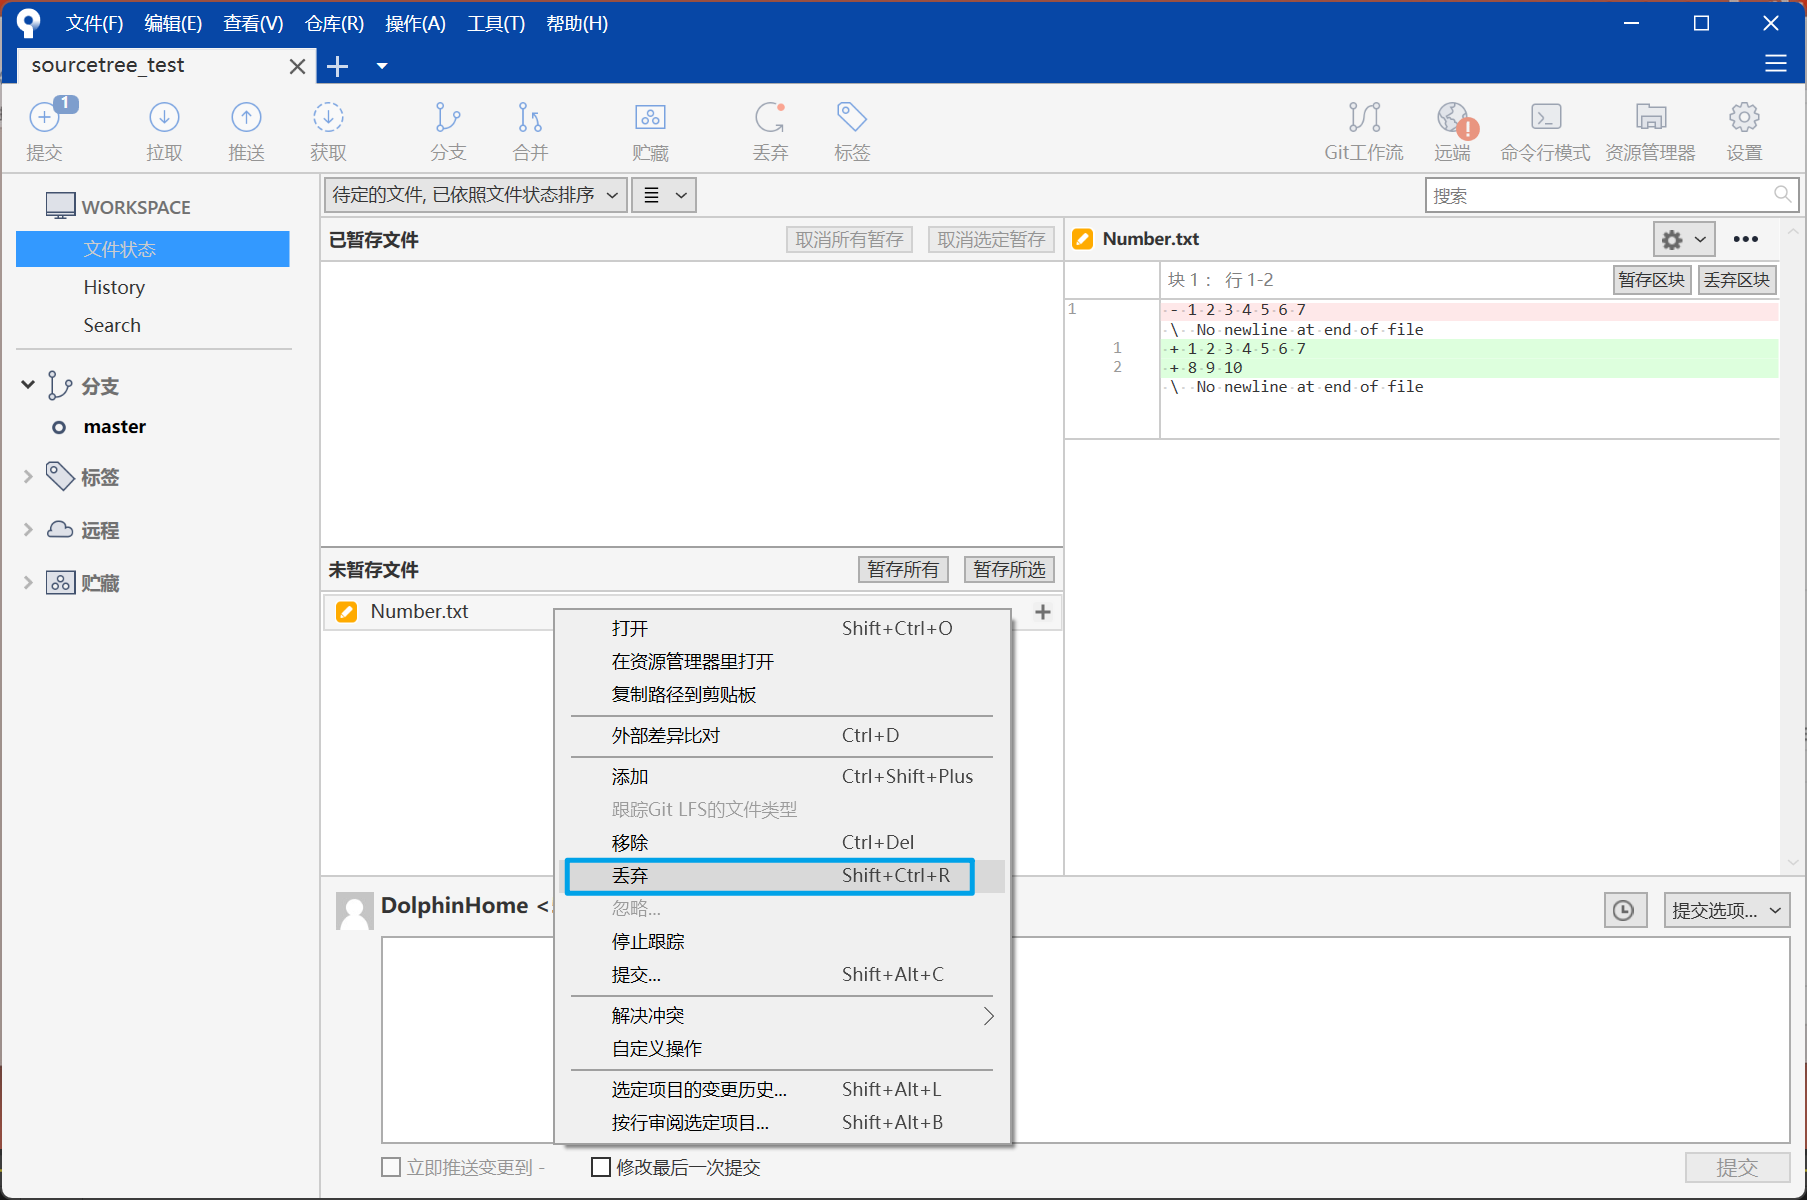 文件(F) 编辑(E) 查看(V) 仓库(R) 操作(A) 工具(T) 帮助(H)
sourcetree_test
1
提交 拉取 推送 获取 分支 合并 贮藏 丢弃 标签 Git工作流 远端 命令行模式 资源管理器 设置
WORKSPACE
文件状态
History
Search
分支
master
标签
远程
贮藏
待定的文件, 已依照文件状态排序
搜索
已暂存文件 取消所有暂存 取消选定暂存
Number.txt
块 1： 行 1-2 暂存区块 丢弃区块
1 - 1 2 3 4 5 6 7
\ No newline at end of file
1 + 1 2 3 4 5 6 7
2 + 8 9 10
\ No newline at end of file
未暂存文件 暂存所有 暂存所选
Number.txt
打开 Shift+Ctrl+O
在资源管理器里打开
复制路径到剪贴板
外部差异比对 Ctrl+D
添加 Ctrl+Shift+Plus
跟踪Git LFS的文件类型
移除 Ctrl+Del
丢弃 Shift+Ctrl+R
忽略...
停止跟踪
提交... Shift+Alt+C
解决冲突
自定义操作
选定项目的变更历史... Shift+Alt+L
按行审阅选定项目... Shift+Alt+B
DolphinHome <
提交选项...
立即推送变更到 - 修改最后一次提交
提交